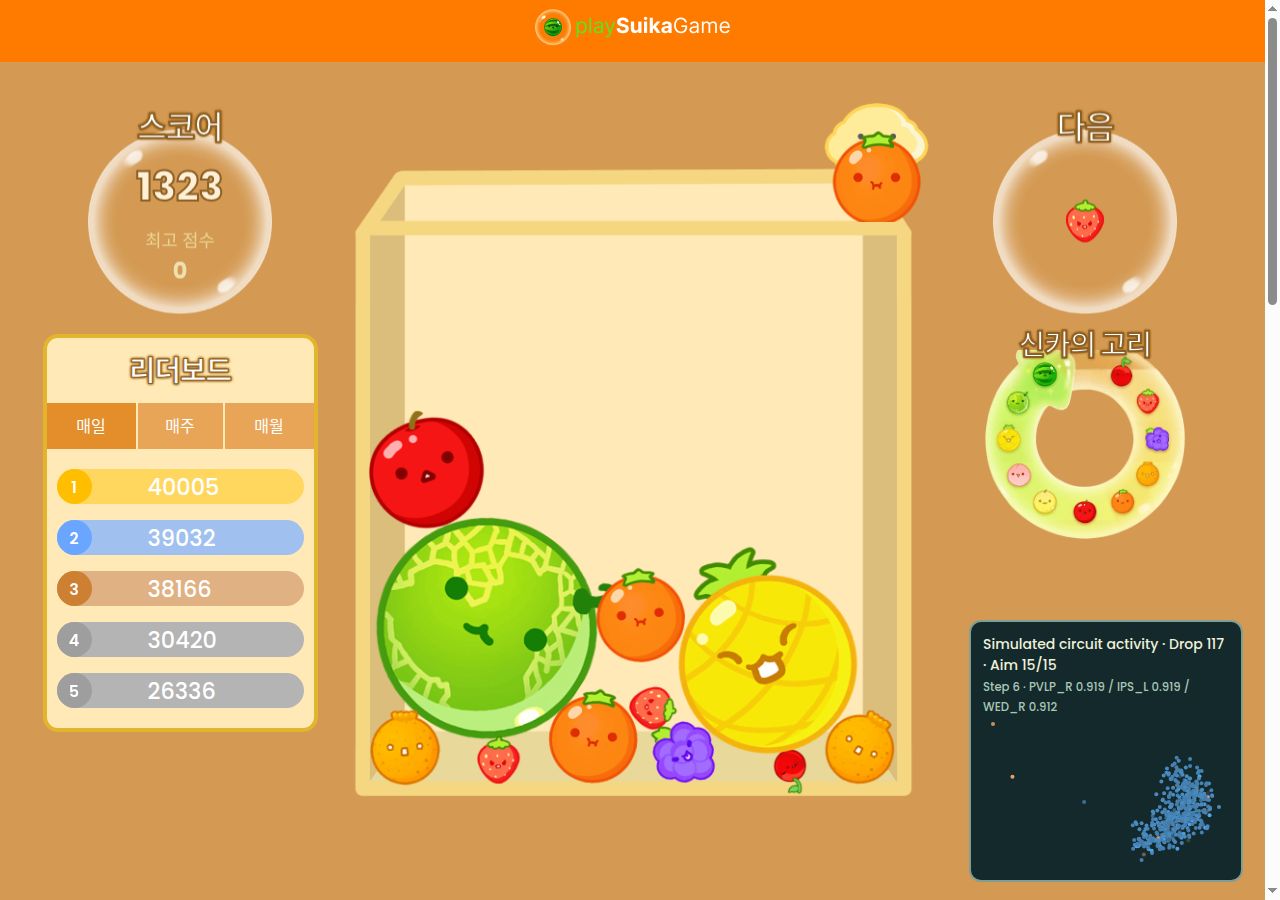 playSuikaGame
스코어
1323
최고 점수
0
다음
신카의 고리
리더보드
매일
매주
매월
1 40005
2 39032
3 38166
4 30420
5 26336
Simulated circuit activity · Drop 117
· Aim 15/15
Step 6 · PVLP_R 0.919 / IPS_L 0.919 /
WED_R 0.912